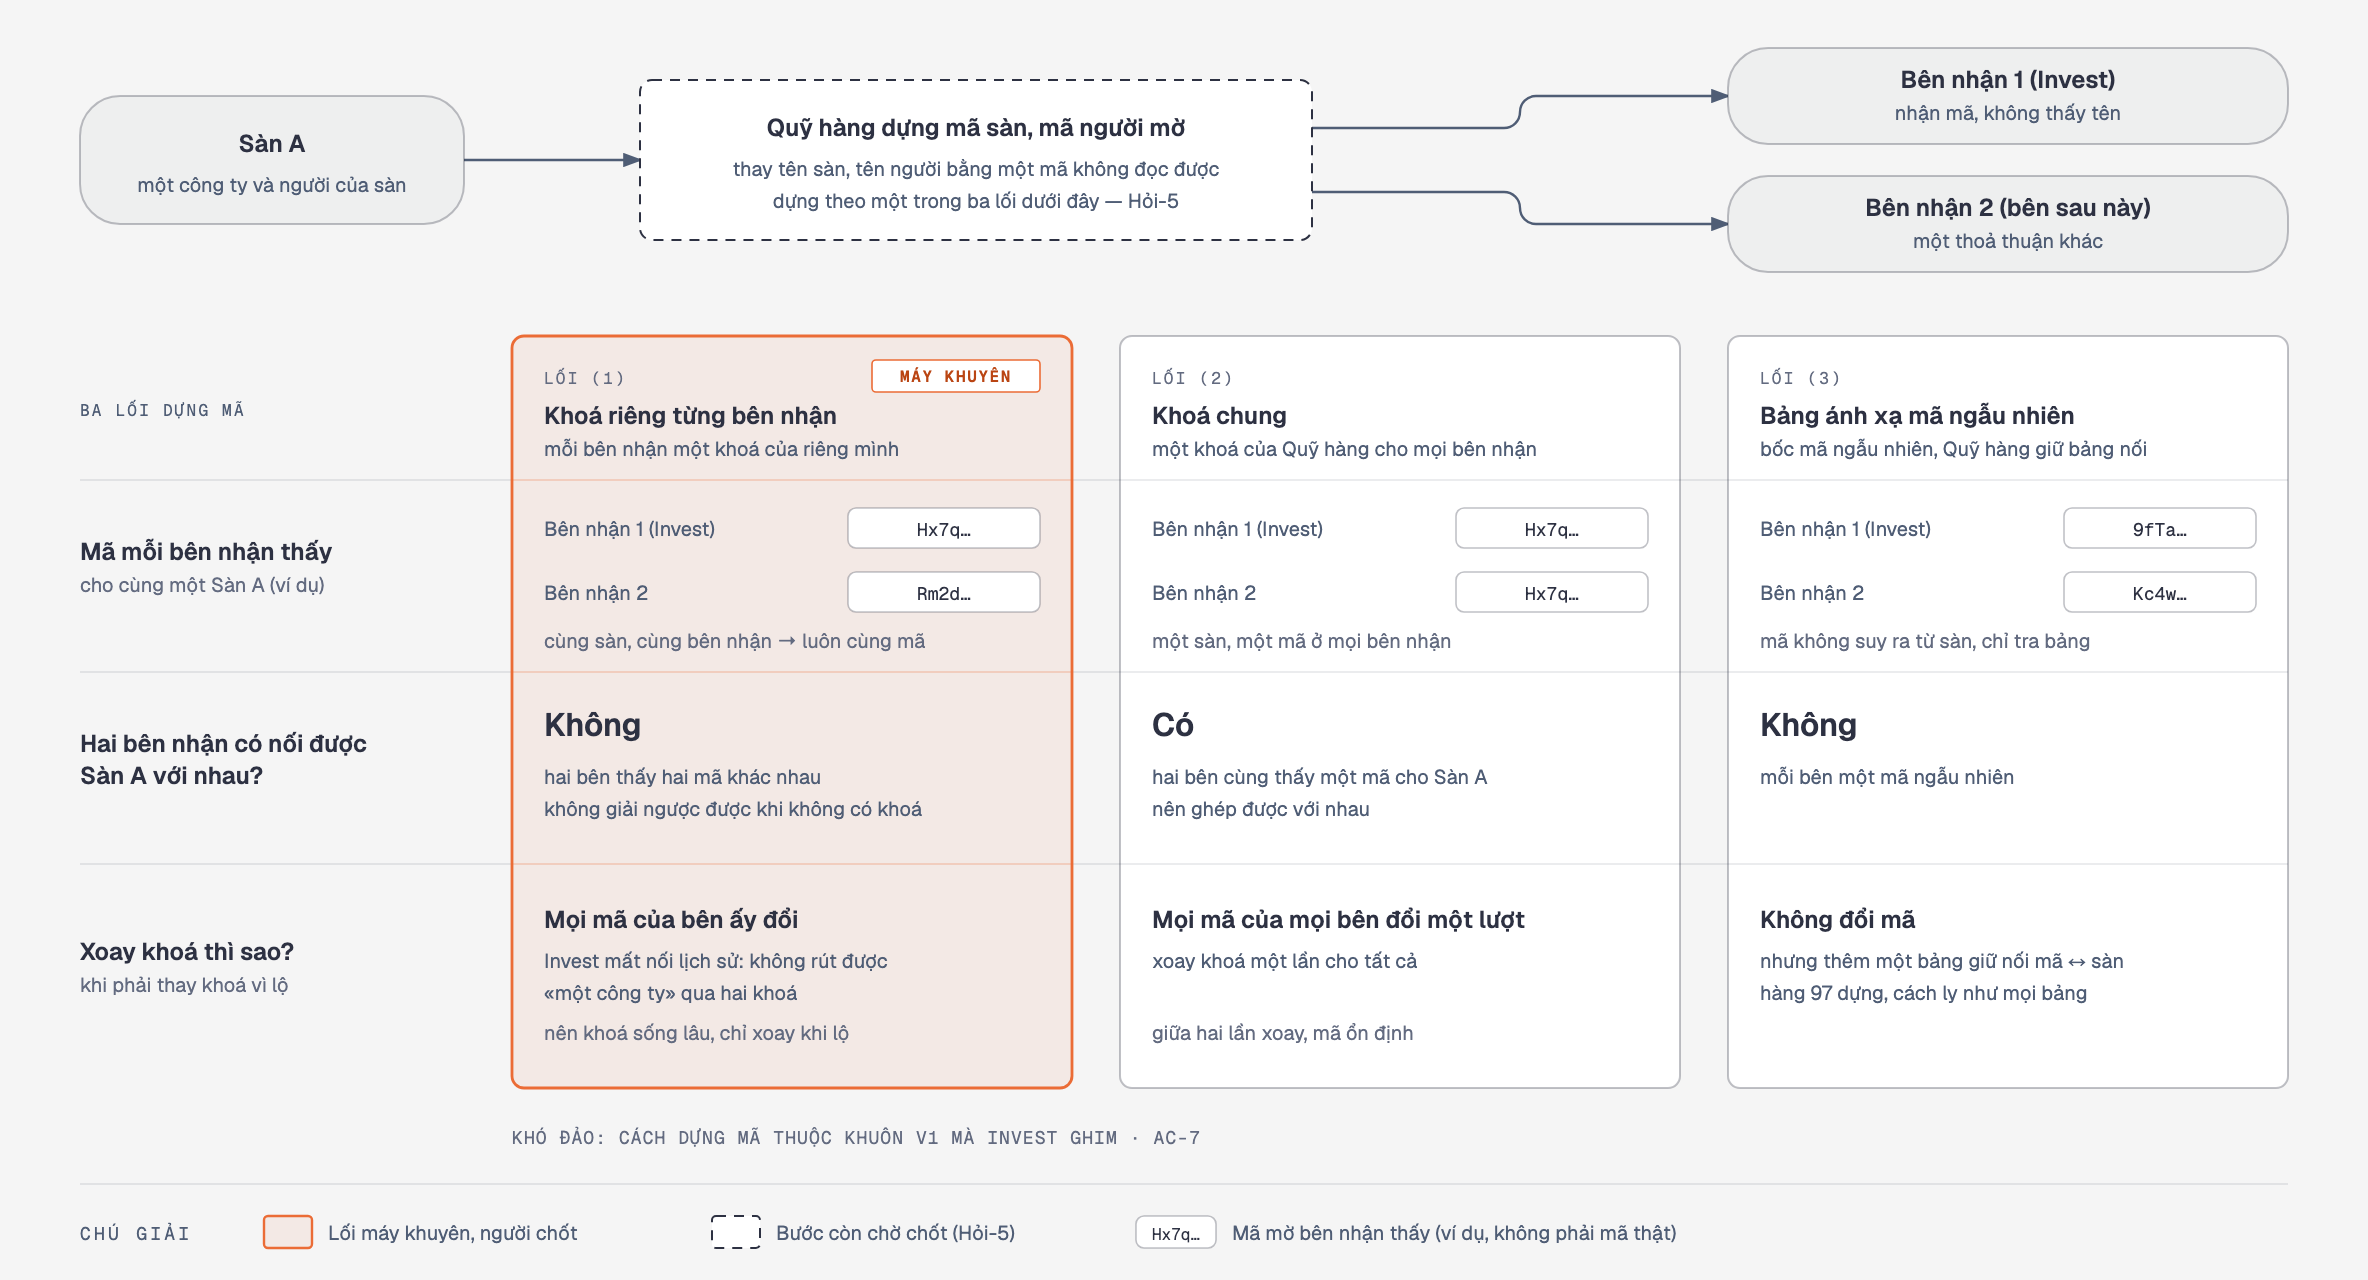 Sàn A
một công ty và người của sàn
Quỹ hàng dựng mã sàn, mã người mờ
thay tên sàn, tên người bằng một mã không đọc được
dựng theo một trong ba lối dưới đây — Hỏi-5
Bên nhận 1 (Invest)
nhận mã, không thấy tên
Bên nhận 2 (bên sau này)
một thoả thuận khác
BA LỐI DỰNG MÃ
LỐI (1)
MÁY KHUYÊN
Khoá riêng từng bên nhận
mỗi bên nhận một khoá của riêng mình
LỐI (2)
Khoá chung
một khoá của Quỹ hàng cho mọi bên nhận
LỐI (3)
Bảng ánh xạ mã ngẫu nhiên
bốc mã ngẫu nhiên, Quỹ hàng giữ bảng nối
Mã mỗi bên nhận thấy
cho cùng một Sàn A (ví dụ)
Bên nhận 1 (Invest)
Hx7q…
Bên nhận 2
Rm2d…
cùng sàn, cùng bên nhận → luôn cùng mã
Bên nhận 1 (Invest)
Hx7q…
Bên nhận 2
Hx7q…
một sàn, một mã ở mọi bên nhận
Bên nhận 1 (Invest)
9fTa…
Bên nhận 2
Kc4w…
mã không suy ra từ sàn, chỉ tra bảng
Hai bên nhận có nối được
Sàn A với nhau?
Không
hai bên thấy hai mã khác nhau
không giải ngược được khi không có khoá
Có
hai bên cùng thấy một mã cho Sàn A
nên ghép được với nhau
Không
mỗi bên một mã ngẫu nhiên
Xoay khoá thì sao?
khi phải thay khoá vì lộ
Mọi mã của bên ấy đổi
Invest mất nối lịch sử: không rút được
«một công ty» qua hai khoá
nên khoá sống lâu, chỉ xoay khi lộ
Mọi mã của mọi bên đổi một lượt
xoay khoá một lần cho tất cả
giữa hai lần xoay, mã ổn định
Không đổi mã
nhưng thêm một bảng giữ nối mã ↔ sàn
hàng 97 dựng, cách ly như mọi bảng
KHÓ ĐẢO: CÁCH DỰNG MÃ THUỘC KHUÔN V1 MÀ INVEST GHIM · AC-7
CHÚ GIẢI
Lối máy khuyên, người chốt
Bước còn chờ chốt (Hỏi-5)
Hx7q…
Mã mờ bên nhận thấy (ví dụ, không phải mã thật)